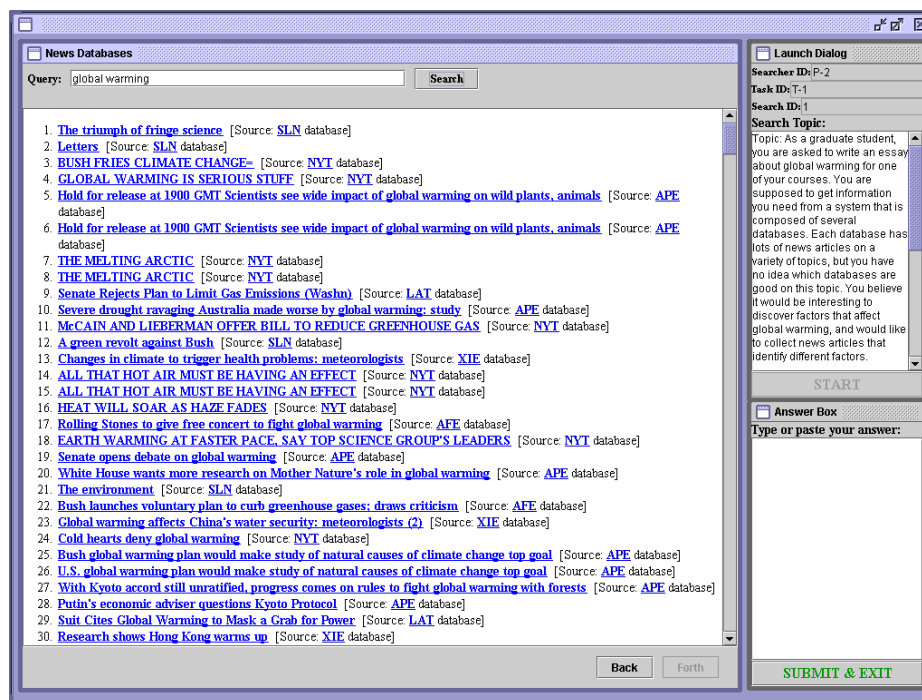 News Databases
Query: global warming Search
1. The triumph of fringe science [Source: SLN database]
2. Letters [Source: SLN database]
3. BUSH FRIES CLIMATE CHANGE= [Source: NYT database]
4. GLOBAL WARMING IS SERIOUS STUFF [Source: NYT database]
5. Hold for release at 1900 GMT Scientists see wide impact of global warming on wild plants, animals [Source: APE
database]
6. Hold for release at 1900 GMT Scientists see wide impact of global warming on wild plants, animals [Source: APE
database]
7. THE MELTING ARCTIC [Source: NYT database]
8. THE MELTING ARCTIC [Source: NYT database]
9. Senate Rejects Plan to Limit Gas Emissions (Washn) [Source: LAT database]
10. Severe drought ravaging Australia made worse by global warming: study [Source: APE database]
11. McCAIN AND LIEBERMAN OFFER BILL TO REDUCE GREENHOUSE GAS [Source: NYT database]
12. A green revolt against Bush [Source: SLN database]
13. Changes in climate to trigger health problems: meteorologists [Source: XIE database]
14. ALL THAT HOT AIR MUST BE HAVING AN EFFECT [Source: NYT database]
15. ALL THAT HOT AIR MUST BE HAVING AN EFFECT [Source: NYT database]
16. HEAT WILL SOAR AS HAZE FADES [Source: NYT database]
17. Rolling Stones to give free concert to fight global warming [Source: AFE database]
18. EARTH WARMING AT FASTER PACE, SAY TOP SCIENCE GROUP'S LEADERS [Source: NYT database]
19. Senate opens debate on global warming [Source: APE database]
20. White House wants more research on Mother Nature's role in global warming [Source: APE database]
21. The environment [Source: SLN database]
22. Bush launches voluntary plan to curb greenhouse gases; draws criticism [Source: AFE database]
23. Global warming affects China's water security: meteorologists (2) [Source: XIE database]
24. Cold hearts deny global warming [Source: NYT database]
25. Bush global warming plan would make study of natural causes of climate change top goal [Source: APE database]
26. U.S. global warming plan would make study of natural causes of climate change top goal [Source: APE database]
27. With Kyoto accord still unratified, progress comes on rules to fight global warming with forests [Source: APE database]
28. Putin's economic adviser questions Kyoto Protocol [Source: APE database]
29. Suit Cites Global Warming to Mask a Grab for Power [Source: LAT database]
30. Research shows Hong Kong warms up [Source: XIE database]
Back Forth
Launch Dialog
Searcher ID: P-2
Task ID: T-1
Search ID: 1
Search Topic:
Topic: As a graduate student,
you are asked to write an essay
about global warming for one
of your courses. You are
supposed to get information
you need from a system that is
composed of several
databases. Each database has
lots of news articles on a
variety of topics, but you have
no idea which databases are
good on this topic. You believe
it would be interesting to
discover factors that affect
global warming, and would like
to collect news articles that
identify different factors.
START
Answer Box
Type or paste your answer:
SUBMIT & EXIT